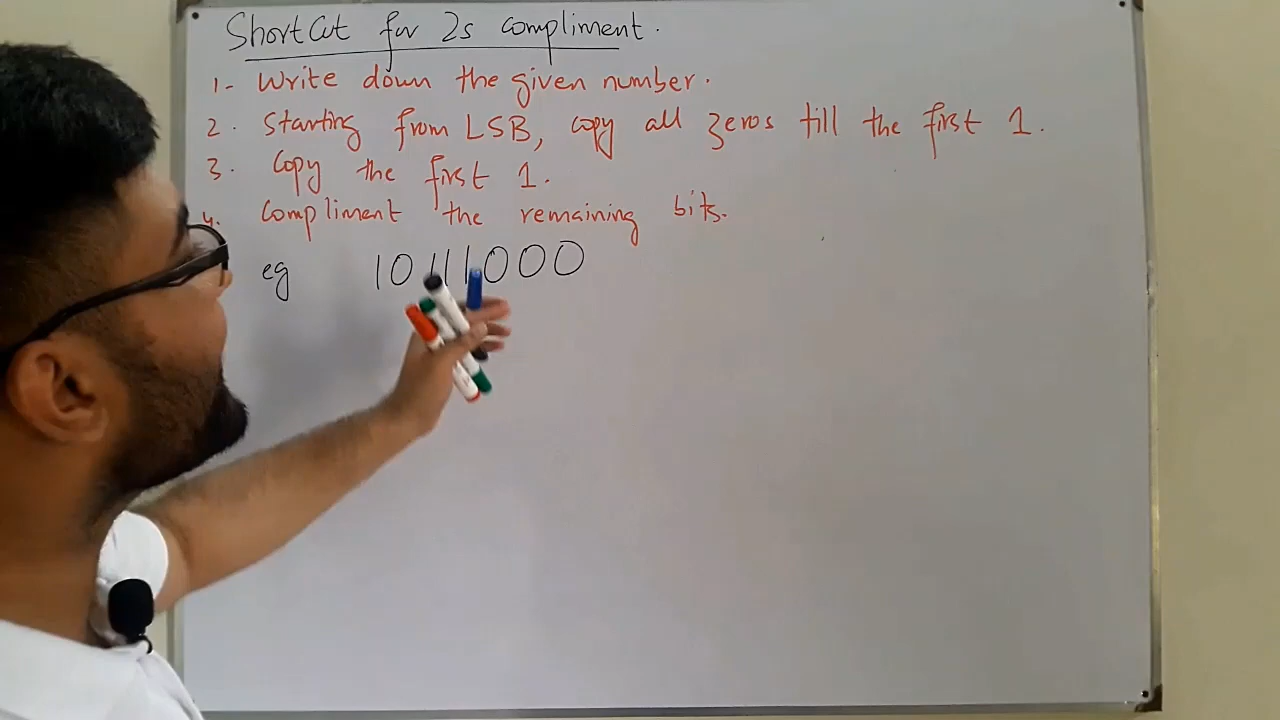 ShortCut for 2s compliment.
1- Write down the given number.
2. Starting from LSB, copy all zeros till the first 1.
3. Copy the first 1.
4. Compliment the remaining bits.
eg 10111000